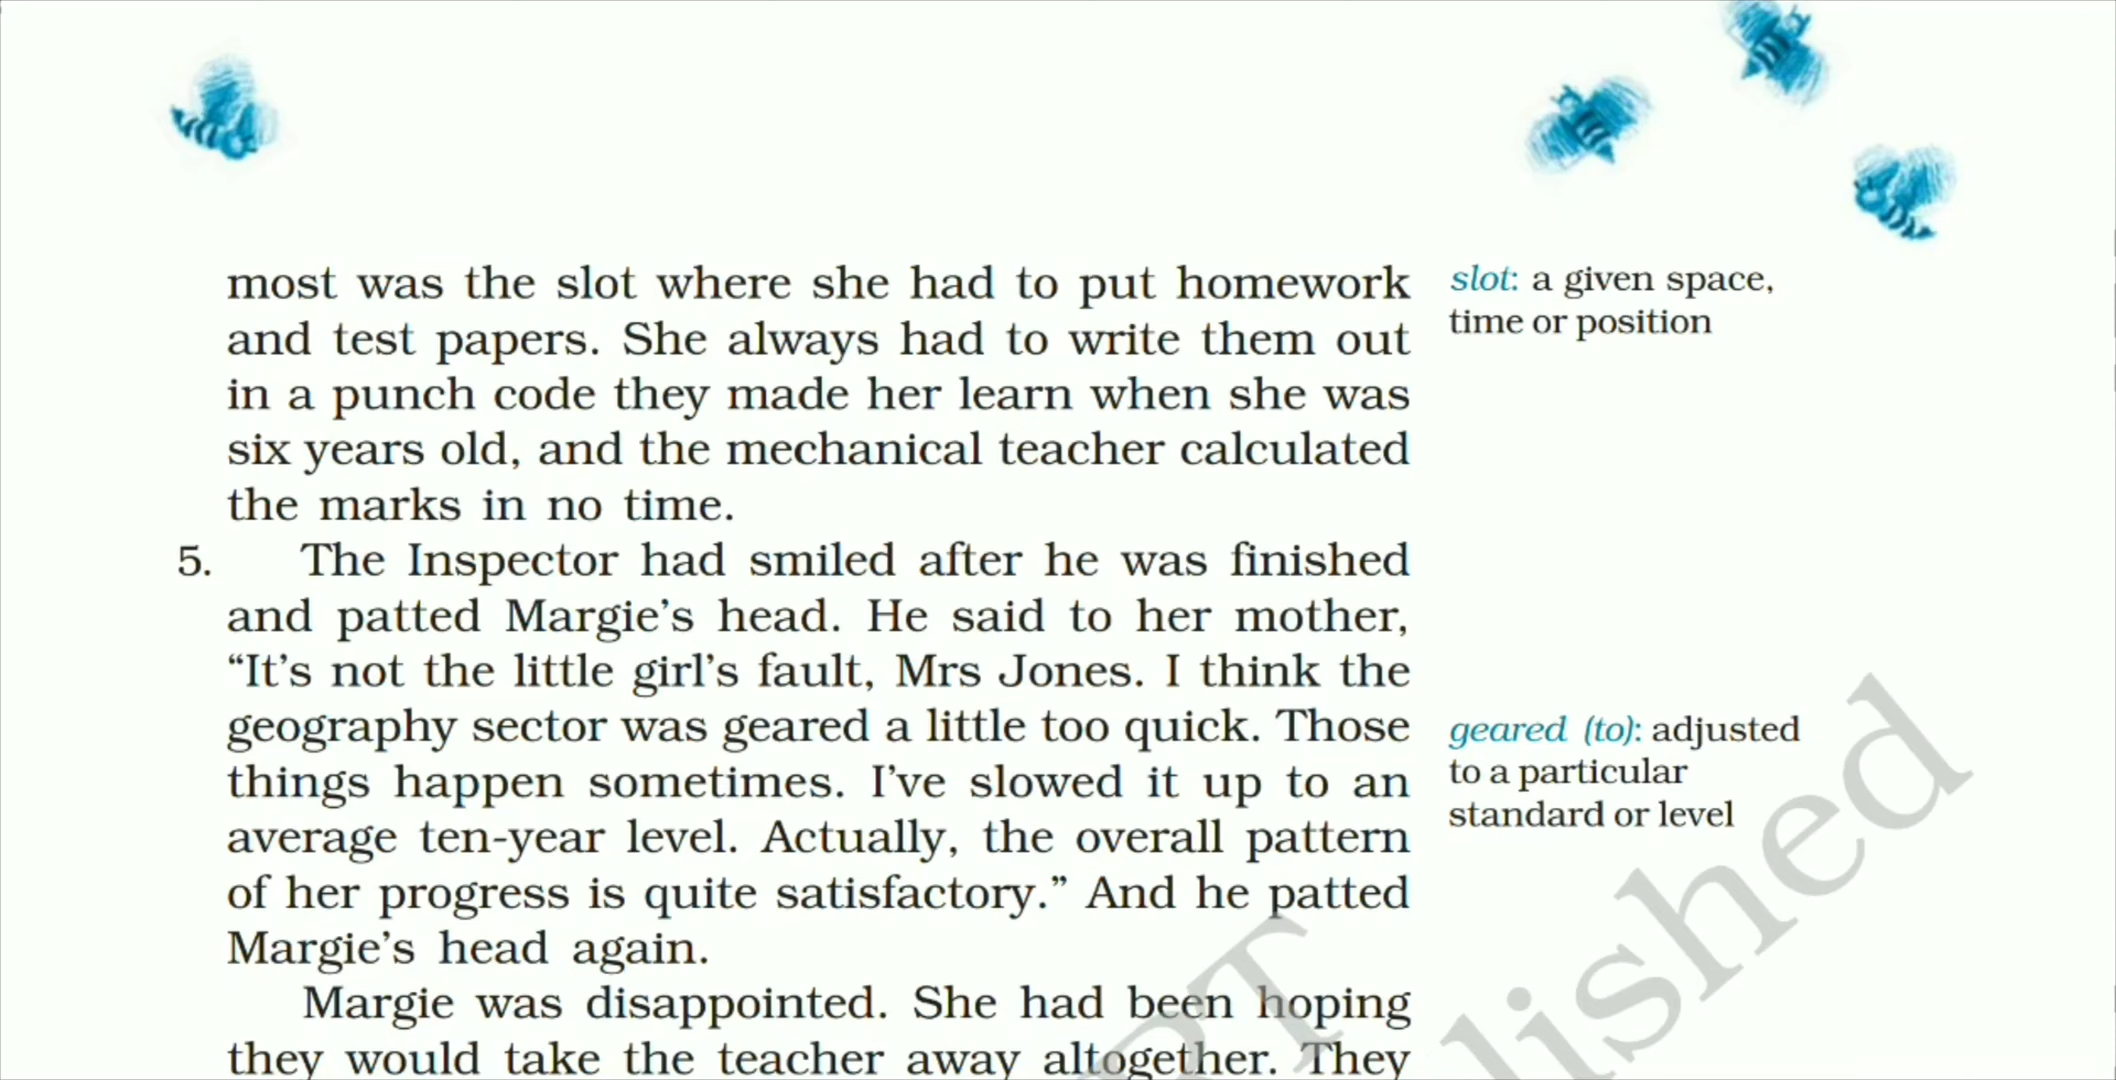 most was the slot where she had to put homework
and test papers. She always had to write them out
in a punch code they made her learn when she was
six years old, and the mechanical teacher calculated
the marks in no time.
5. The Inspector had smiled after he was finished
and patted Margie’s head. He said to her mother,
“It’s not the little girl’s fault, Mrs Jones. I think the
geography sector was geared a little too quick. Those
things happen sometimes. I’ve slowed it up to an
average ten-year level. Actually, the overall pattern
of her progress is quite satisfactory.” And he patted
Margie’s head again.
Margie was disappointed. She had been hoping
they would take the teacher away altogether. They
slot: a given space,
time or position
geared (to): adjusted
to a particular
standard or level
RT
lished